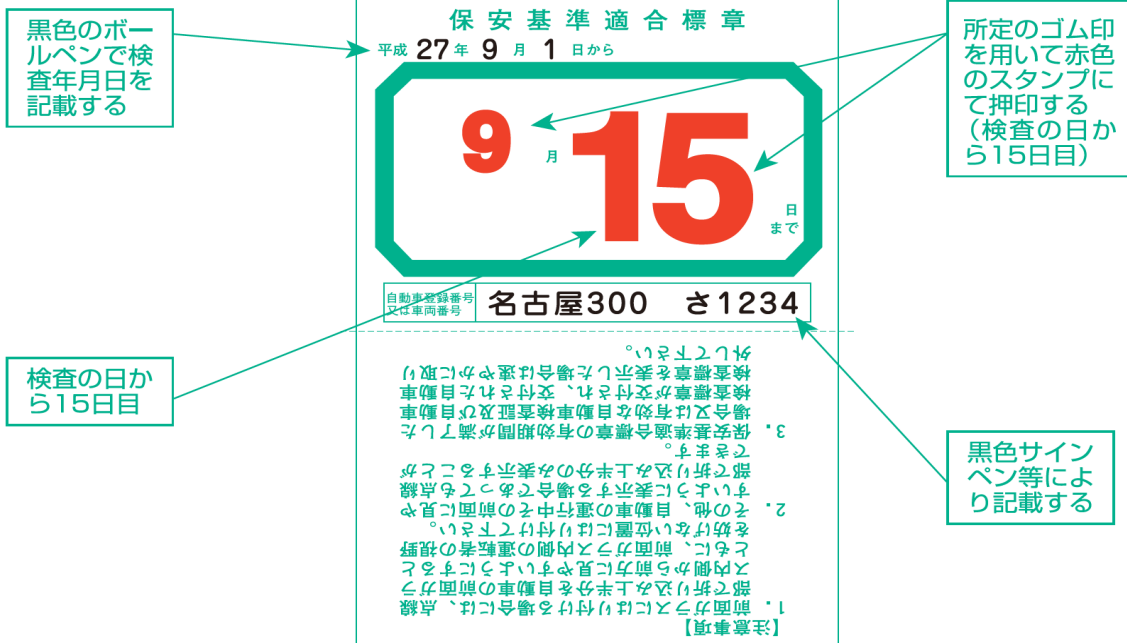 保安基準適合標章
平成 27 年 9 月 1 日から
9 月 15 日
まで
自動車登録番号
又は車両番号
名古屋300 さ1234
【注意事項】
1. 前面ガラスにはり付ける場合には、点線
部で折り込み上半分を自動車の前面ガラ
ス内側から前方に見やすいようにすると
ともに、前面ガラス内側の運転者の視野
を妨げない位置にはり付けて下さい。
2. その他、自動車の運行中その前面に見や
すいように表示する場合であっても点線
部で折り込み上半分のみ表示することが
できます。
3. 保安基準適合標章の有効期間が満了した
場合又は有効な自動車検査証及び自動車
検査標章が交付され、交付された自動車
検査標章を表示した場合は速やかに取り
外して下さい。
黒色のボー
ルペンで検
査年月日を
記載する
検査の日か
ら15日目
所定のゴム印
を用いて赤色
のスタンプに
て押印する
（検査の日か
ら15日目）
黒色サイン
ペン等によ
り記載する